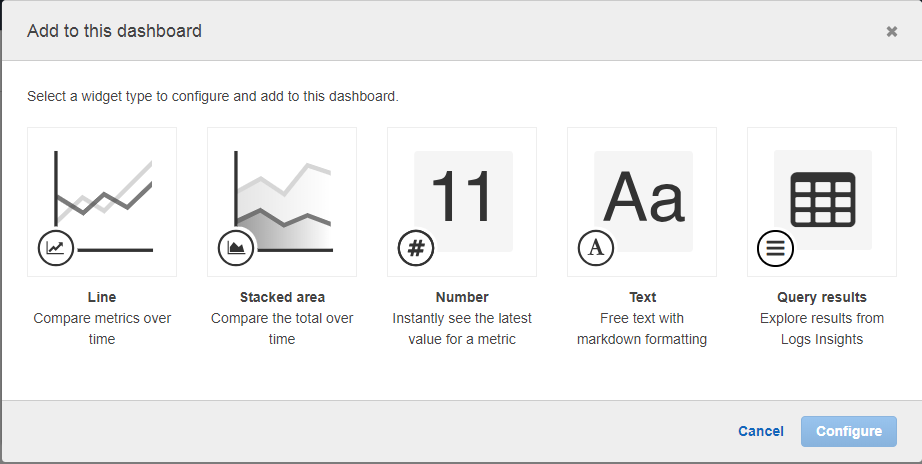 Add to this dashboard
Select a widget type to configure and add to this dashboard.
11
#
Aa
A
Line
Compare metrics over
time
Stacked area
Compare the total over
time
Number
Instantly see the latest
value for a metric
Text
Free text with
markdown formatting
Query results
Explore results from
Logs Insights
Cancel
Configure